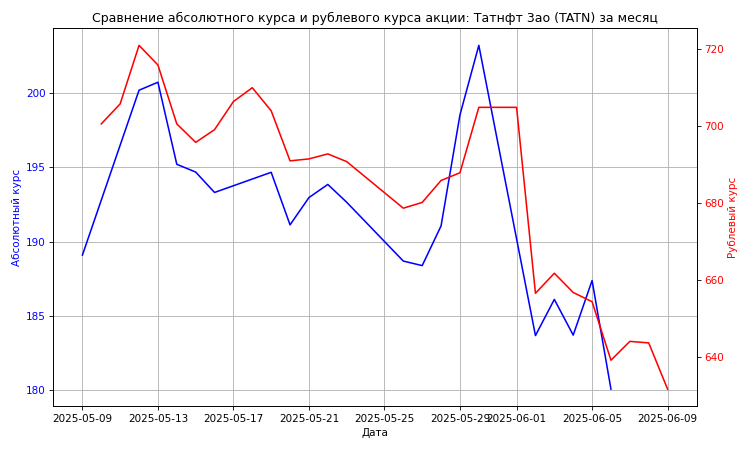 Сравнение абсолютного курса и рублевого курса акции: Татнфт 3ао (TATN) за месяц
Абсолютный курс
200
195
190
185
180
720
700
680
660
640
Рублевый курс
2025-05-09 2025-05-13 2025-05-17 2025-05-21 2025-05-25 2025-05-29 2025-06-01 2025-06-05 2025-06-09
Дата